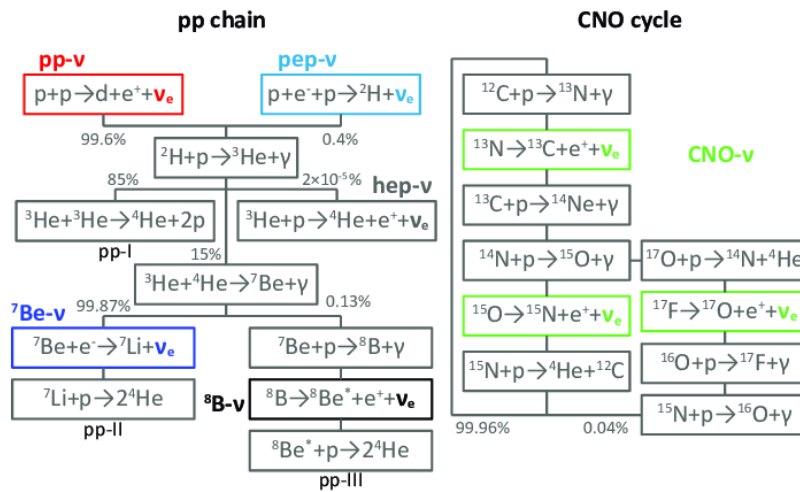 pp chain
pp-ν
pep-ν
p+p→d+e⁺+νₑ
p+e⁻+p→²H+νₑ
99.6%
0.4%
²H+p→³He+γ
85%
2×10⁻⁵%
hep-ν
³He+³He→⁴He+2p
³He+p→⁴He+e⁺+νₑ
pp-I
15%
³He+⁴He→⁷Be+γ
⁷Be-ν
99.87%
0.13%
⁷Be+e⁻→⁷Li+νₑ
⁷Be+p→⁸B+γ
⁷Li+p→2⁴He
⁸B-ν
⁸B→⁸Be*+e⁺+νₑ
pp-II
⁸Be*+p→2⁴He
pp-III
CNO cycle
¹²C+p→¹³N+γ
¹³N→¹³C+e⁺+νₑ
CNO-ν
¹³C+p→¹⁴Ne+γ
¹⁴N+p→¹⁵O+γ
¹⁷O+p→¹⁴N+⁴He
¹⁵O→¹⁵N+e⁺+νₑ
¹⁷F→¹⁷O+e⁺+νₑ
¹⁵N+p→⁴He+¹²C
¹⁶O+p→¹⁷F+γ
99.96%
0.04%
¹⁵N+p→¹⁶O+γ